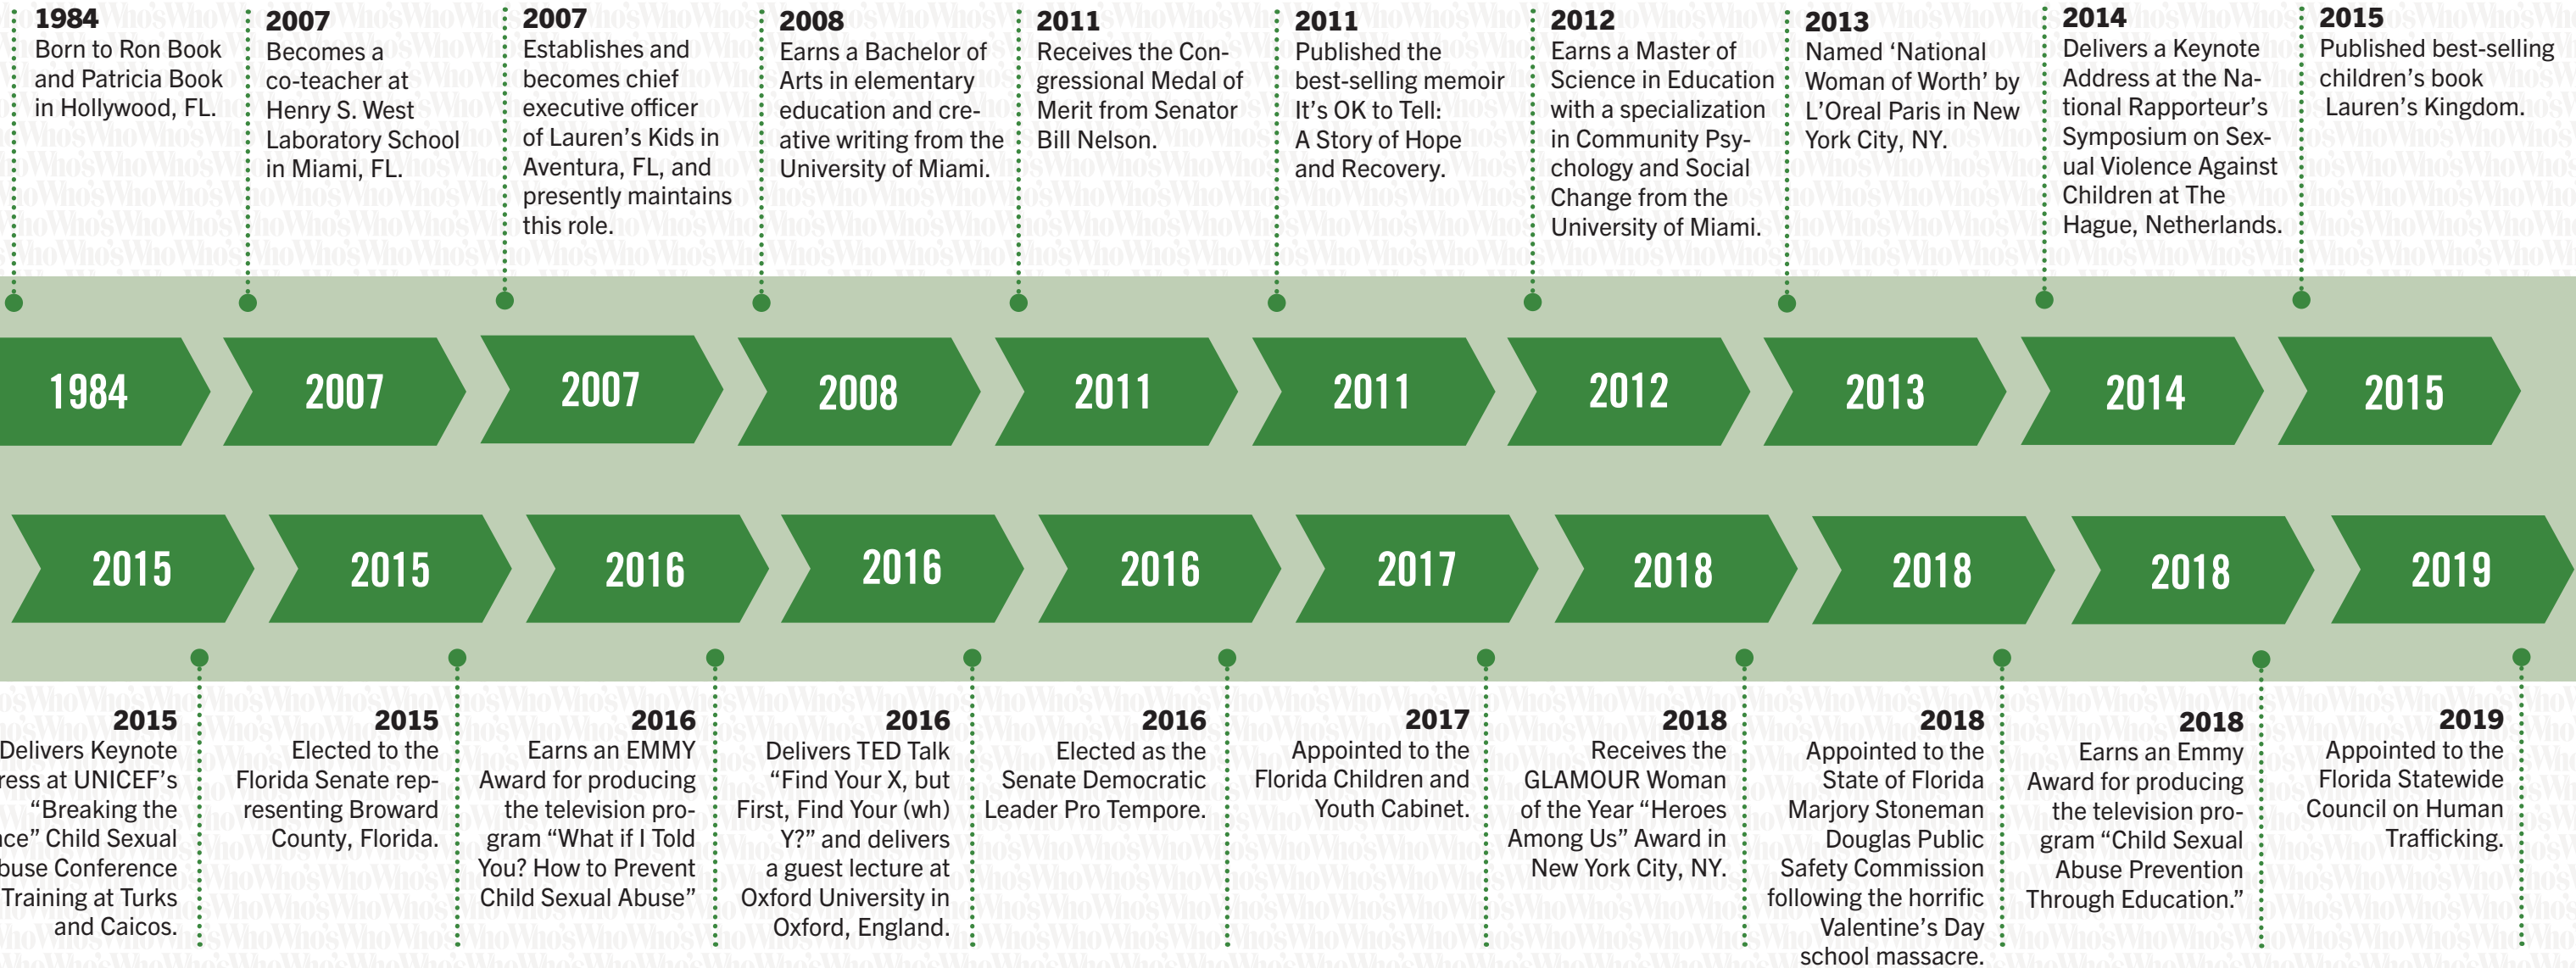 1984
Born to Ron Book
and Patricia Book
in Hollywood, FL.
2007
Becomes a
co-teacher at
Henry S. West
Laboratory School
in Miami, FL.
2007
Establishes and
becomes chief
executive officer
of Lauren’s Kids in
Aventura, FL, and
presently maintains
this role.
2008
Earns a Bachelor of
Arts in elementary
education and cre-
ative writing from the
University of Miami.
2011
Receives the Con-
gressional Medal of
Merit from Senator
Bill Nelson.
2011
Published the
best-selling memoir
It’s OK to Tell:
A Story of Hope
and Recovery.
2012
Earns a Master of
Science in Education
with a specialization
in Community Psy-
chology and Social
Change from the
University of Miami.
2013
Named ‘National
Woman of Worth’ by
L’Oreal Paris in New
York City, NY.
2014
Delivers a Keynote
Address at the Na-
tional Rapporteur’s
Symposium on Sex-
ual Violence Against
Children at The
Hague, Netherlands.
2015
Published best-selling
children’s book
Lauren’s Kingdom.
1984
2007
2007
2008
2011
2011
2012
2013
2014
2015
2015
2015
2016
2016
2016
2017
2018
2018
2018
2019
2015
Delivers Keynote
ress at UNICEF’s
“Breaking the
nce” Child Sexual
buse Conference
Training at Turks
and Caicos.
2015
Elected to the
Florida Senate rep-
resenting Broward
County, Florida.
2016
Earns an EMMY
Award for producing
the television pro-
gram “What if I Told
You? How to Prevent
Child Sexual Abuse”
2016
Delivers TED Talk
“Find Your X, but
First, Find Your (wh)
Y?” and delivers
a guest lecture at
Oxford University in
Oxford, England.
2016
Elected as the
Senate Democratic
Leader Pro Tempore.
2017
Appointed to the
Florida Children and
Youth Cabinet.
2018
Receives the
GLAMOUR Woman
of the Year “Heroes
Among Us” Award in
New York City, NY.
2018
Appointed to the
State of Florida
Marjory Stoneman
Douglas Public
Safety Commission
following the horrific
Valentine’s Day
school massacre.
2018
Earns an Emmy
Award for producing
the television pro-
gram “Child Sexual
Abuse Prevention
Through Education.”
2019
Appointed to the
Florida Statewide
Council on Human
Trafficking.